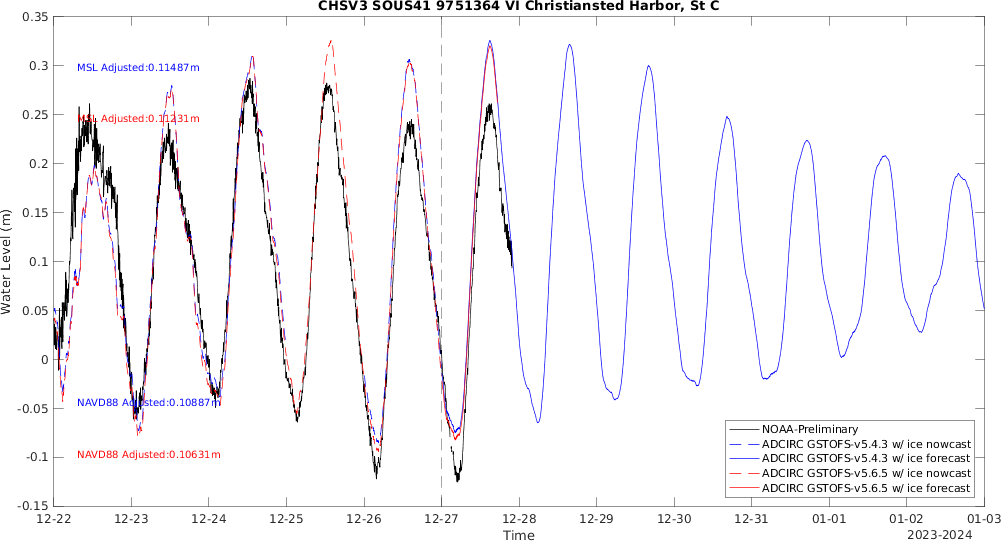 CHSV3 SOUS41 9751364 VI Christiansted Harbor, St C
0.35
0.3
0.25
0.2
0.15
0.1
0.05
0
-0.05
-0.1
-0.15
Water Level (m)
MSL Adjusted:0.11487m
MSL Adjusted:0.11231m
NAVD88 Adjusted:0.10887m
NAVD88 Adjusted:0.10631m
NOAA-Preliminary
ADCIRC GSTOFS-v5.4.3 w/ ice nowcast
ADCIRC GSTOFS-v5.4.3 w/ ice forecast
ADCIRC GSTOFS-v5.6.5 w/ ice nowcast
ADCIRC GSTOFS-v5.6.5 w/ ice forecast
12-22 12-23 12-24 12-25 12-26 12-27 12-28 12-29 12-30 12-31 01-01 01-02 01-03
Time
2023-2024